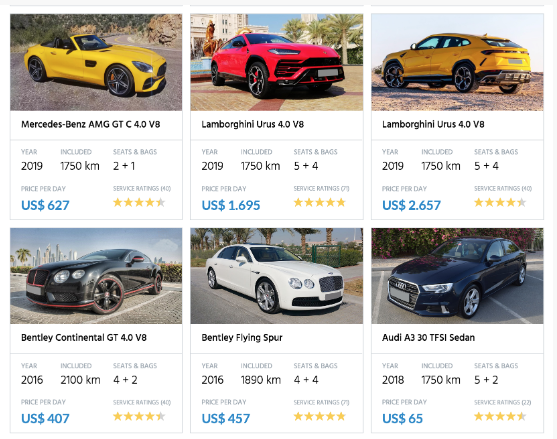 Mercedes-Benz AMG GT C 4.0 V8
YEAR INCLUDED SEATS & BAGS
2019 1750 km 2 + 1
PRICE PER DAY SERVICE RATINGS (40)
US$ 627
Lamborghini Urus 4.0 V8
YEAR INCLUDED SEATS & BAGS
2019 1750 km 5 + 4
PRICE PER DAY SERVICE RATINGS (71)
US$ 1.695
Lamborghini Urus 4.0 V8
YEAR INCLUDED SEATS & BAGS
2019 1750 km 5 + 4
PRICE PER DAY SERVICE RATINGS (40)
US$ 2.657
Bentley Continental GT 4.0 V8
YEAR INCLUDED SEATS & BAGS
2016 2100 km 4 + 2
PRICE PER DAY SERVICE RATINGS (40)
US$ 407
Bentley Flying Spur
YEAR INCLUDED SEATS & BAGS
2016 1890 km 4 + 4
PRICE PER DAY SERVICE RATINGS (71)
US$ 457
Audi A3 30 TFSI Sedan
YEAR INCLUDED SEATS & BAGS
2018 1750 km 5 + 2
PRICE PER DAY SERVICE RATINGS (22)
US$ 65